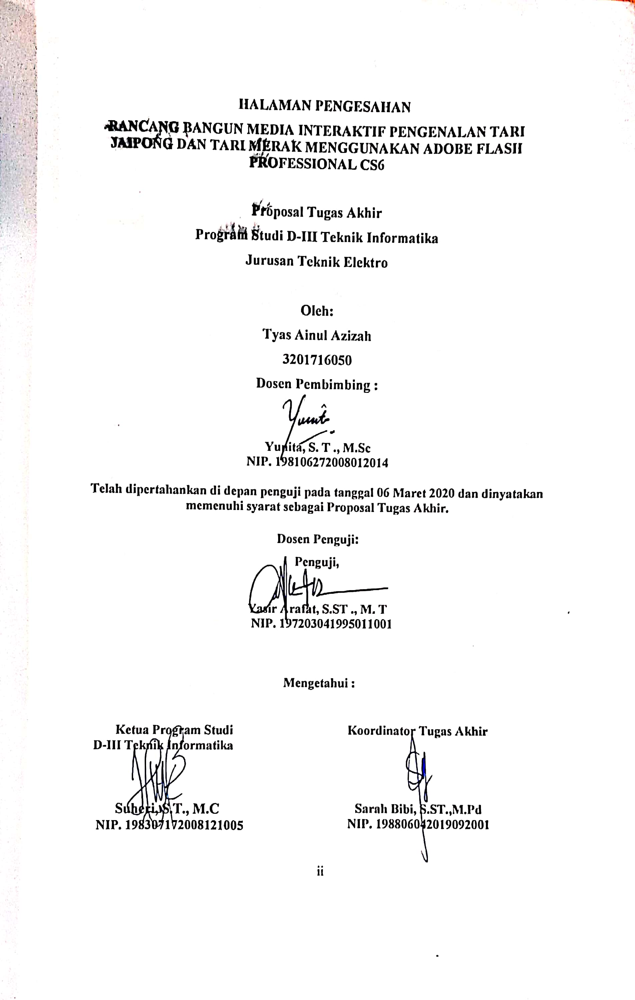 HALAMAN PENGESAHAN
RANCANG BANGUN MEDIA INTERAKTIF PENGENALAN TARI
JAIPONG DAN TARI MERAK MENGGUNAKAN ADOBE FLASH
PROFESSIONAL CS6
Proposal Tugas Akhir
Program Studi D-III Teknik Informatika
Jurusan Teknik Elektro
Oleh:
Tyas Ainul Azizah
3201716050
Dosen Pembimbing :
Yunita, S. T ., M.Sc
NIP. 198106272008012014
Telah dipertahankan di depan penguji pada tanggal 06 Maret 2020 dan dinyatakan
memenuhi syarat sebagai Proposal Tugas Akhir.
Dosen Penguji:
Penguji,
Yasir Arafat, S.ST ., M. T
NIP. 197203041995011001
Mengetahui :
Ketua Program Studi
D-III Teknik Informatika
Suheri, S.T., M.C
NIP. 198307172008121005
Koordinator Tugas Akhir
Sarah Bibi, S.ST.,M.Pd
NIP. 198806042019092001
ii